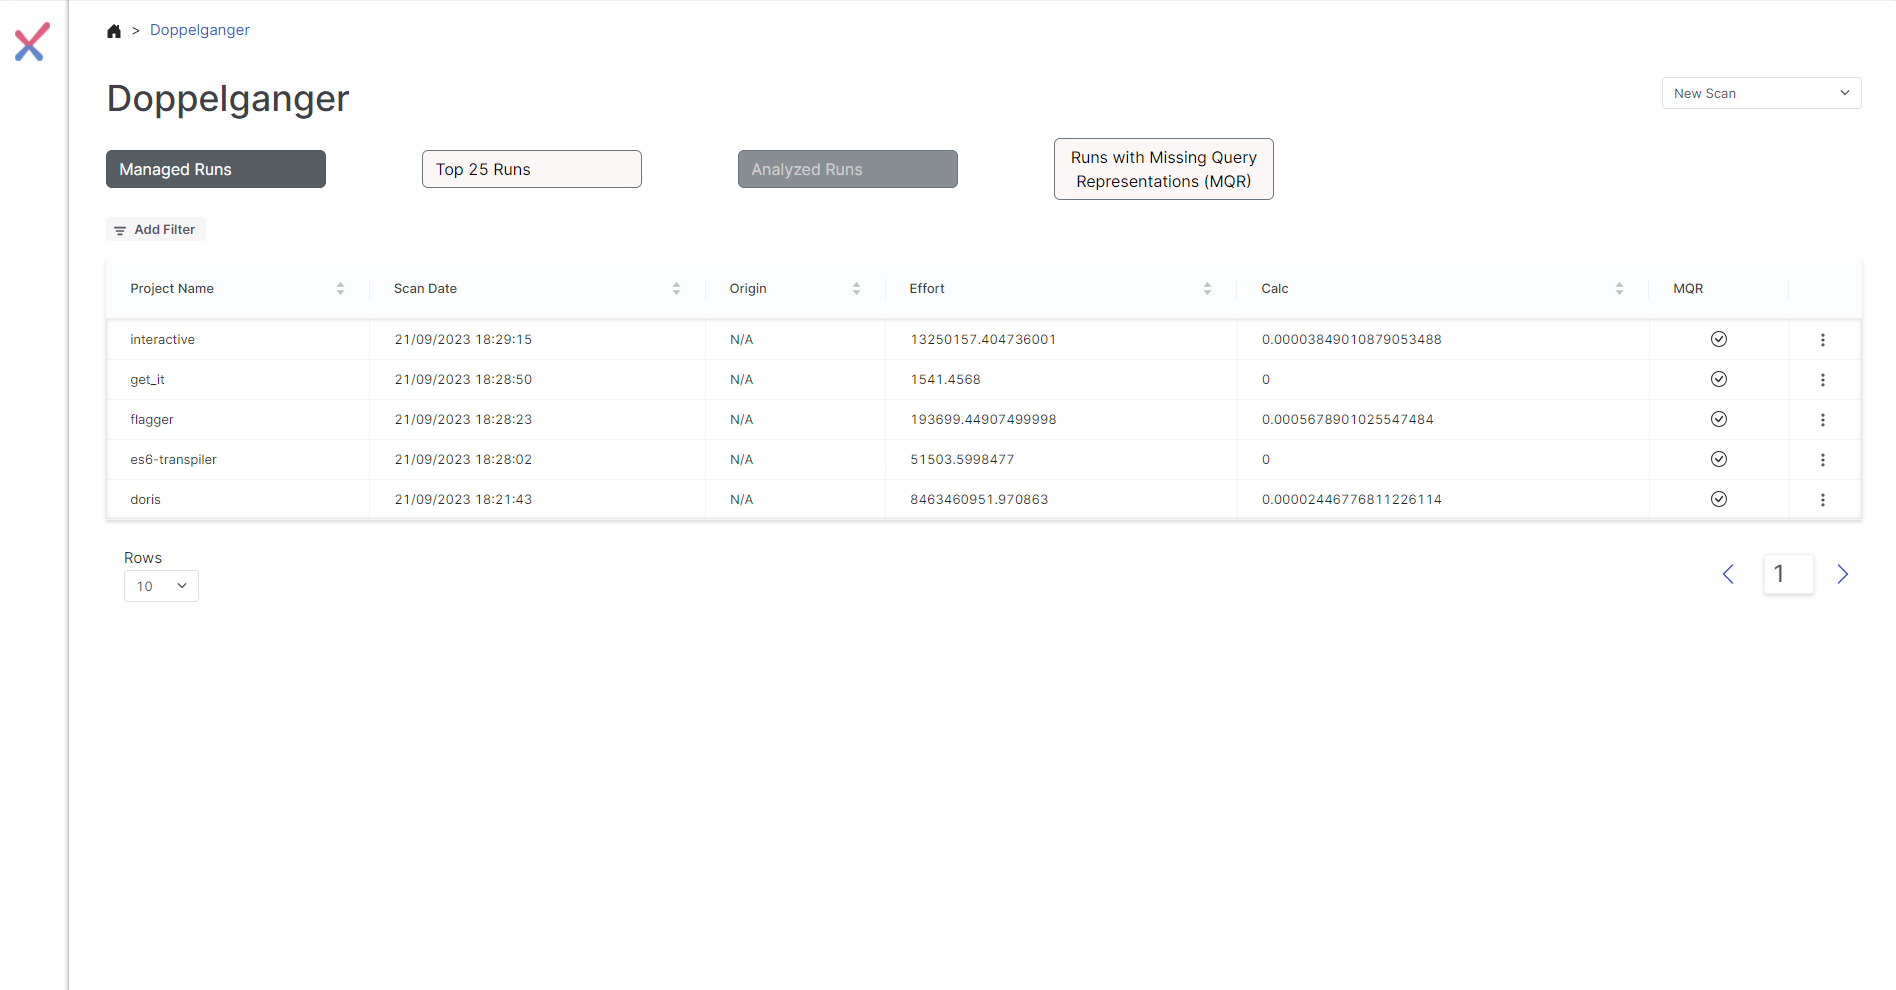 > Doppelganger
Doppelganger
New Scan
Managed Runs
Top 25 Runs
Analyzed Runs
Runs with Missing Query
Representations (MQR)
Add Filter
Project Name Scan Date Origin Effort Calc MQR
interactive 21/09/2023 18:29:15 N/A 13250157.404736001 0.00003849010879053488
get_it 21/09/2023 18:28:50 N/A 1541.4568 0
flagger 21/09/2023 18:28:23 N/A 193699.44907499998 0.0005678901025547484
es6-transpiler 21/09/2023 18:28:02 N/A 51503.5998477 0
doris 21/09/2023 18:21:43 N/A 8463460951.970863 0.00002446776811226114
Rows
10
1